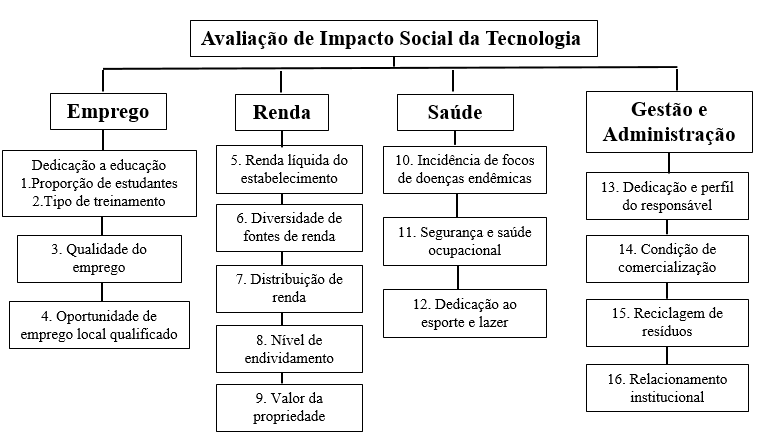 Avaliação de Impacto Social da Tecnologia
Emprego
Dedicação a educação
1.Proporção de estudantes
2.Tipo de treinamento
3. Qualidade do
emprego
4. Oportunidade de
emprego local qualificado
Renda
5. Renda líquida do
estabelecimento
6. Diversidade de
fontes de renda
7. Distribuição de
renda
8. Nível de
endividamento
9. Valor da
propriedade
Saúde
10. Incidência de focos
de doenças endêmicas
11. Segurança e saúde
ocupacional
12. Dedicação ao
esporte e lazer
Gestão e
Administração
13. Dedicação e perfil
do responsável
14. Condição de
comercialização
15. Reciclagem de
resíduos
16. Relacionamento
institucional